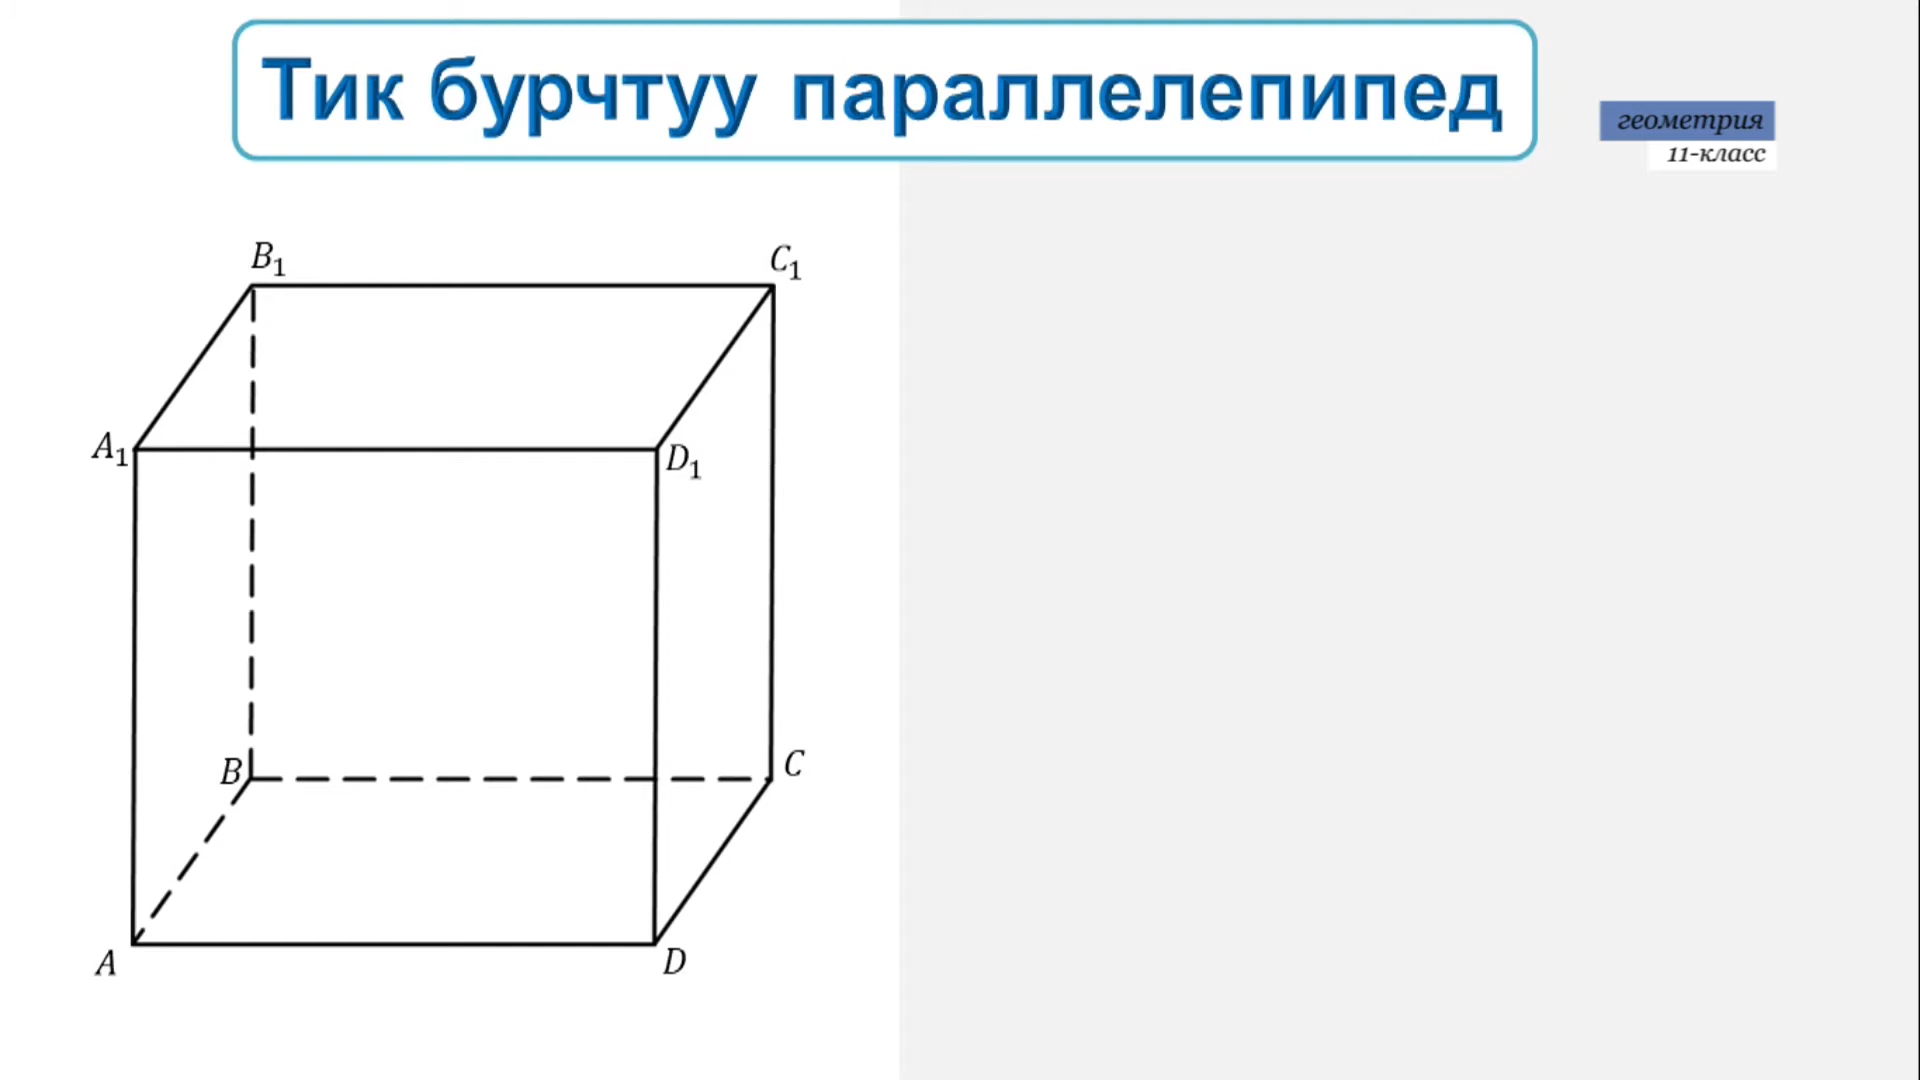 Тик бурчтуу параллелепипед
геометрия
11-класс
B₁
C₁
A₁
D₁
B
C
A
D